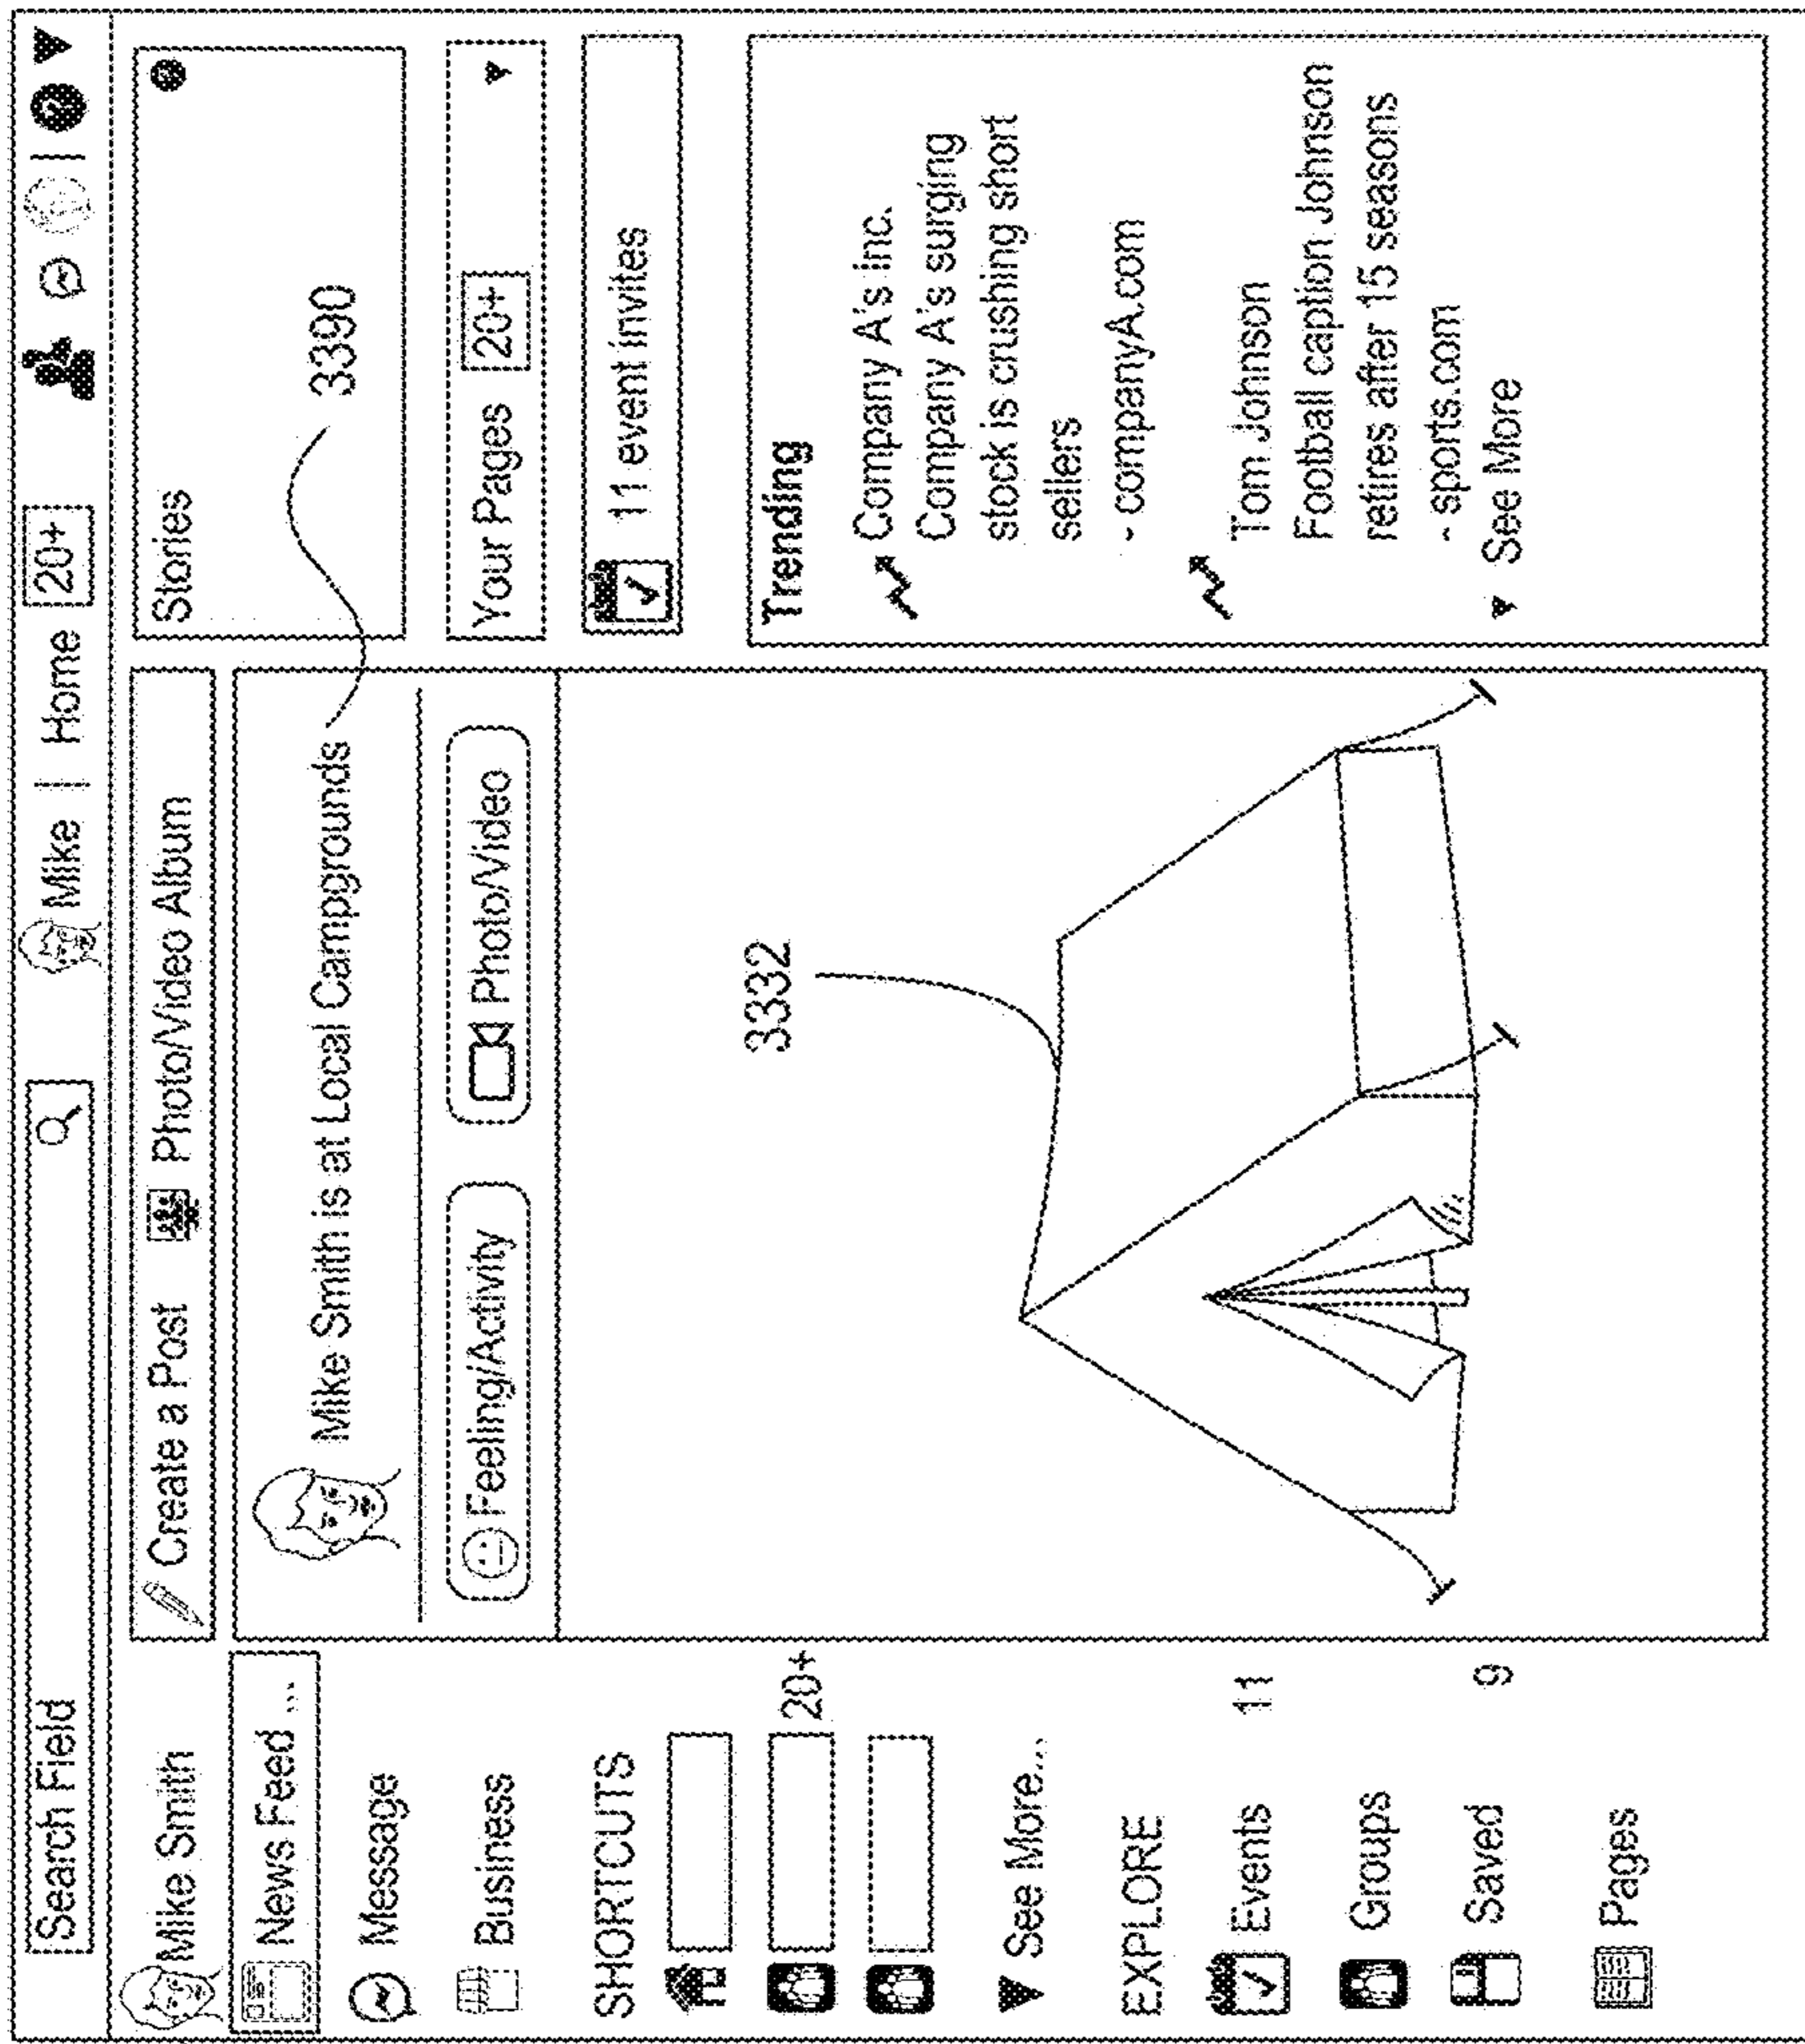 Search Field
Mike | Home 20+
Mike Smith
News Feed ...
Message
Business
SHORTCUTS
20+
See More...
EXPLORE
Events 11
Groups
Saved 9
Pages
Create a Post Photo/Video Album
Mike Smith is at Local Campgrounds
Feeling/Activity Photo/Video
3332
Stories
3390
Your Pages 20+
11 event invites
Trending
Company A's Inc.
Company A's surging
stock is crushing short
sellers
- companyA.com
Tom Johnson
Football caption Johnson
retires after 15 seasons
- sports.com
See More